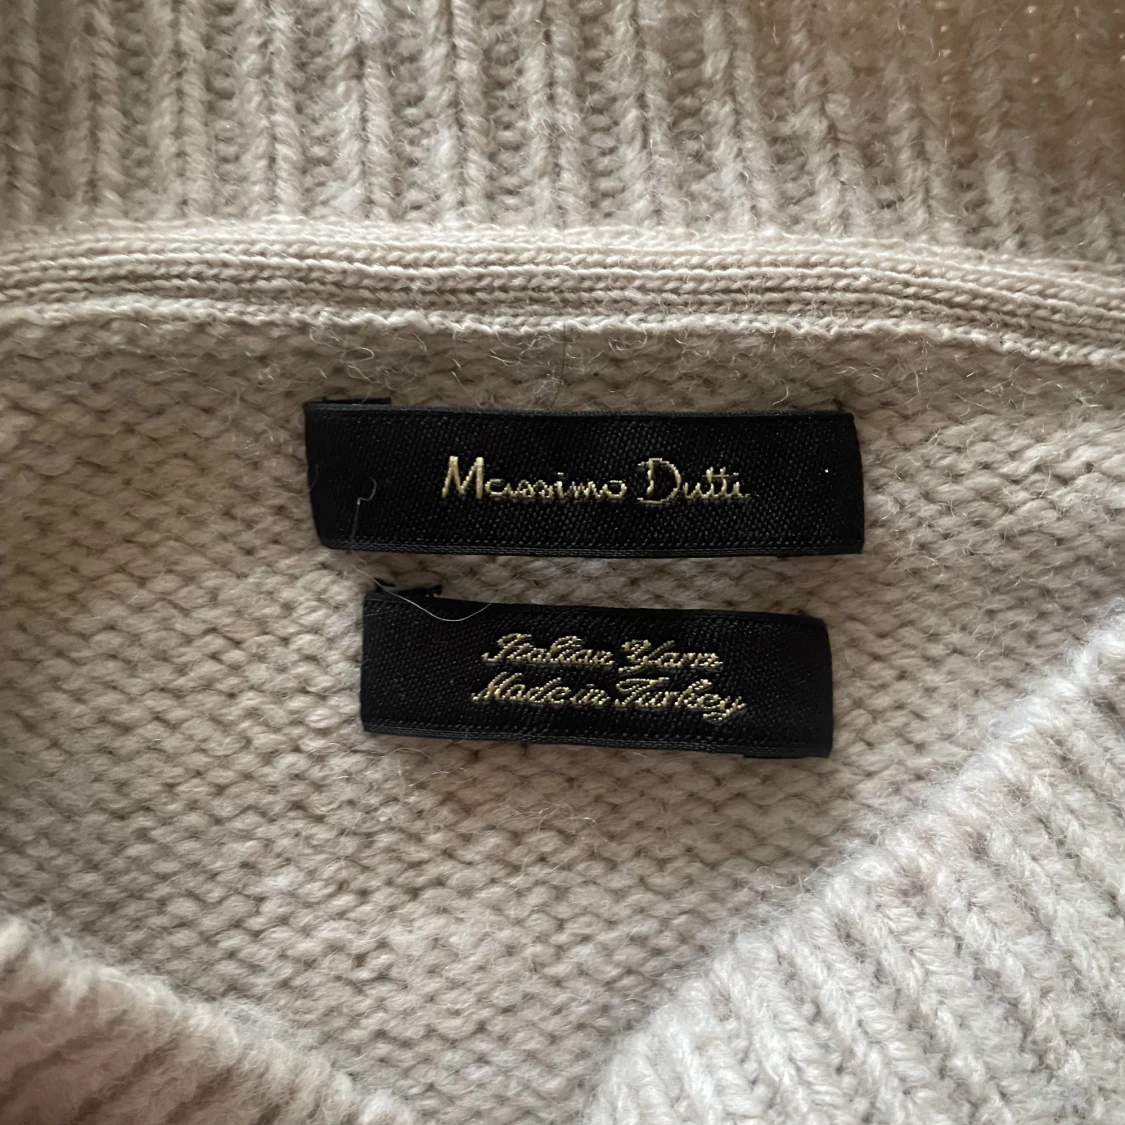 Massimo Dutti
Italian Yarn
Made in Turkey